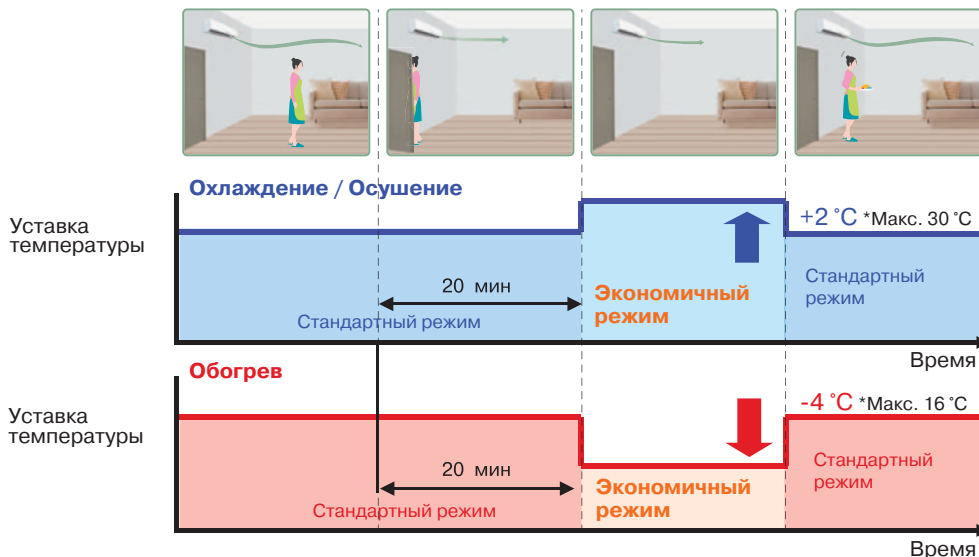 Охлаждение / Осушение
Уставка
температуры
+2 °C *Макс. 30 °C
20 мин
Стандартный режим
Экономичный
режим
Стандартный
режим
Время
Обогрев
Уставка
температуры
-4 °C *Макс. 16 °C
20 мин
Стандартный режим
Экономичный
режим
Стандартный
режим
Время